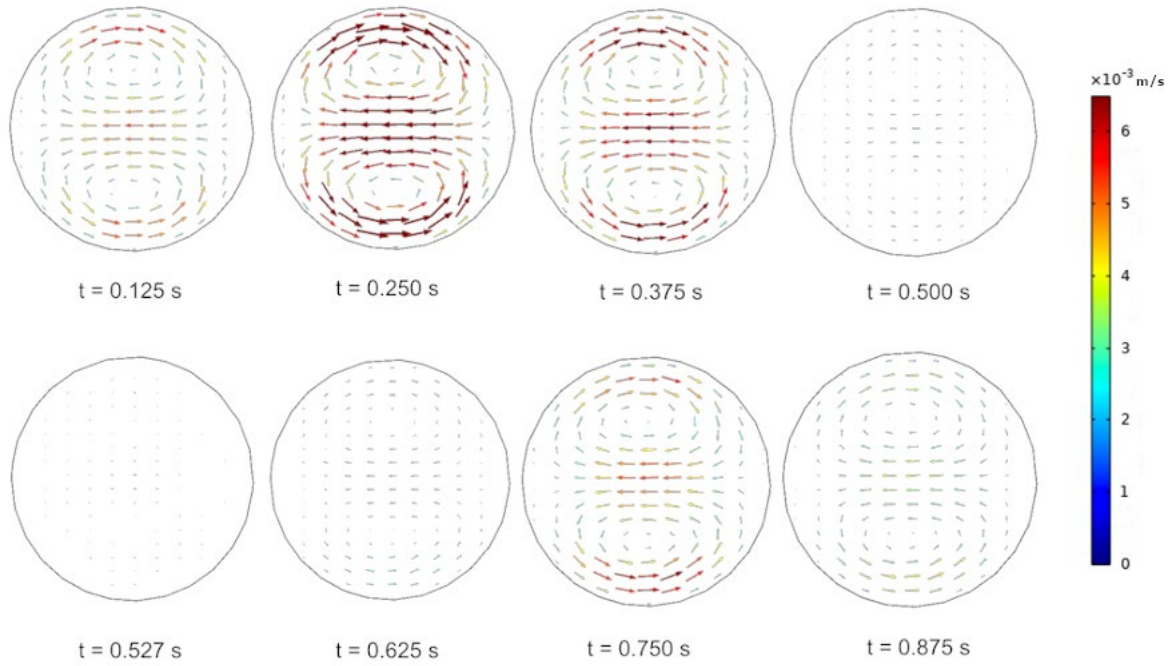 ×10⁻³ m/s
6
5
4
3
2
1
0
t = 0.125 s
t = 0.250 s
t = 0.375 s
t = 0.500 s
t = 0.527 s
t = 0.625 s
t = 0.750 s
t = 0.875 s